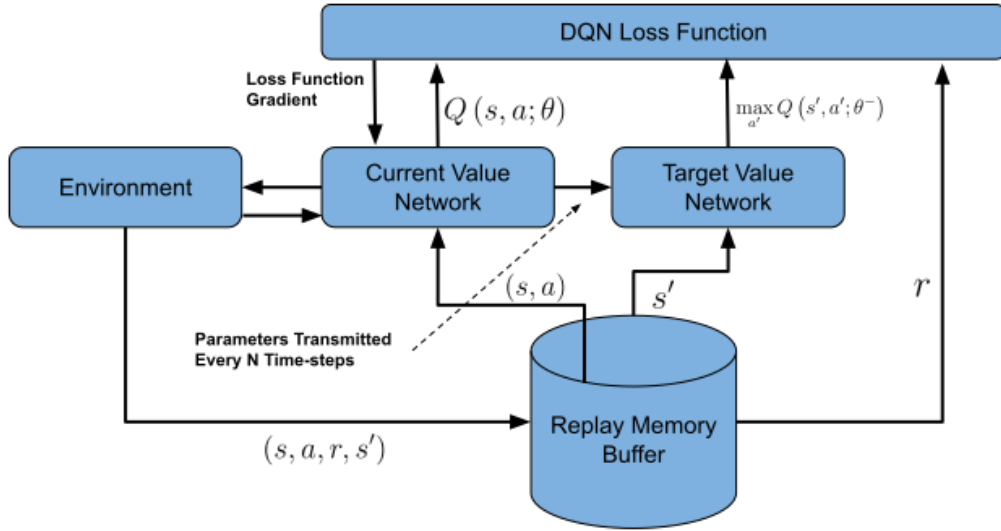 DQN Loss Function
Loss Function
Gradient
Q (s, a; θ)
max Q (s′, a′; θ⁻)
a′
Environment
Current Value
Network
Target Value
Network
(s, a)
s′
r
Parameters Transmitted
Every N Time-steps
Replay Memory
Buffer
(s, a, r, s′)